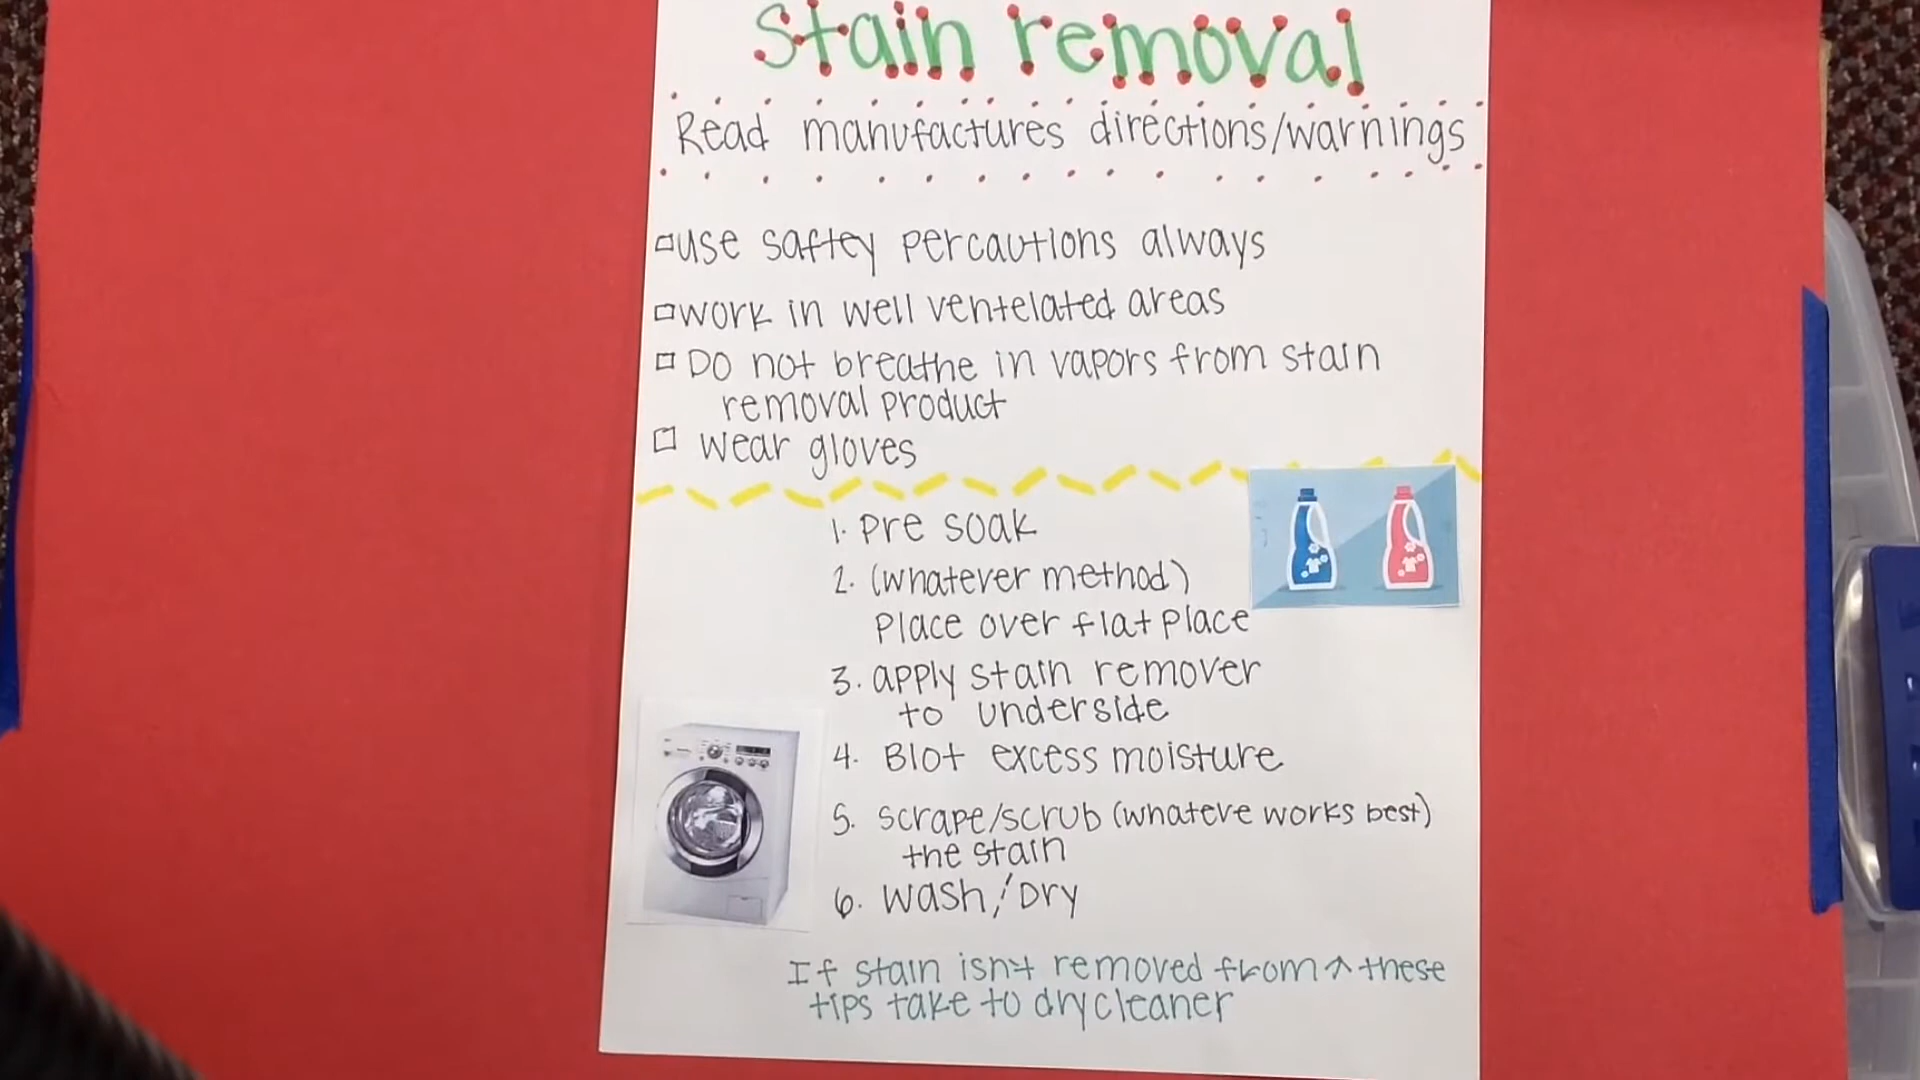 Stain removal
Read manufactures directions/warnings
use saftey percautions always
work in well ventelated areas
Do not breathe in vapors from stain
removal product
wear gloves
1. Pre soak
2. (whatever method)
Place over flat place
3. apply stain remover
to underside
4. Blot excess moisture
5. scrape/scrub (whateve works best)
the stain
6. wash/Dry
If stain isn't removed from ↑ these
tips take to drycleaner